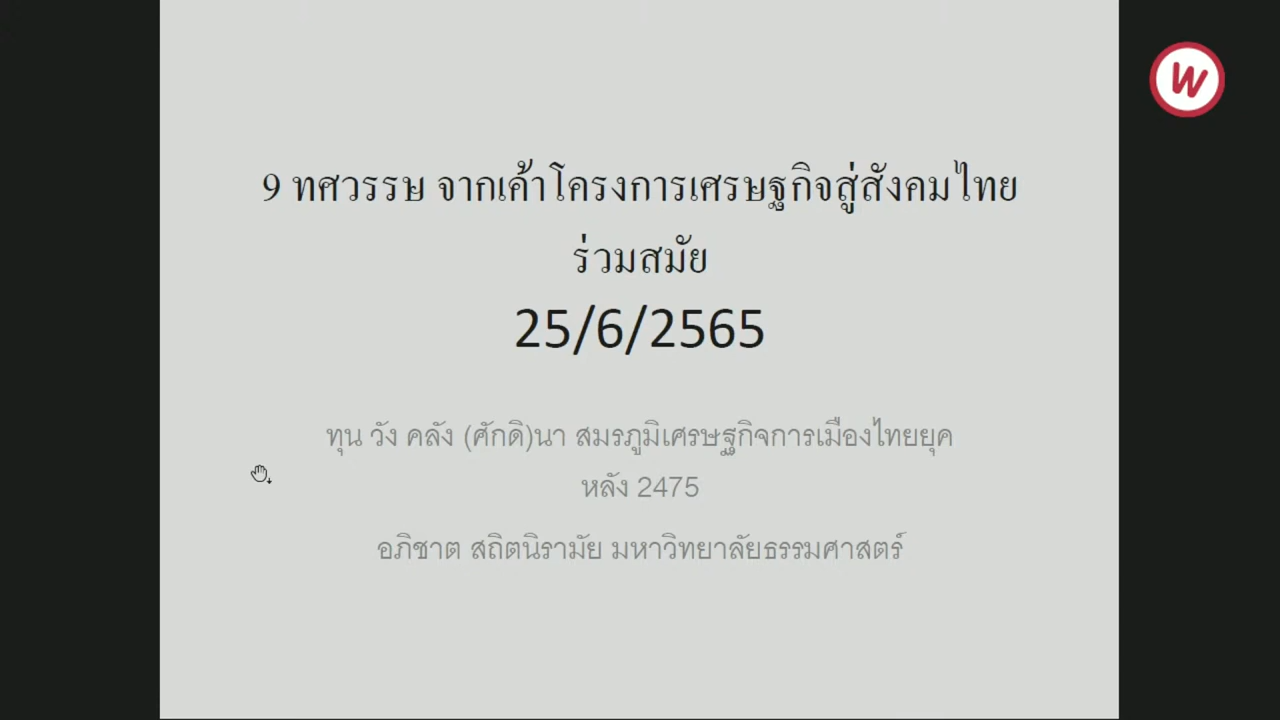 W
9 ทศวรรษ จากเค้าโครงการเศรษฐกิจสู่สังคมไทย
ร่วมสมัย
25/6/2565
ทุน วัง คลัง (ศักดิ)นา สมรภูมิเศรษฐกิจการเมืองไทยยุค
หลัง 2475
อภิชาต สถิตนิรามัย มหาวิทยาลัยธรรมศาสตร์